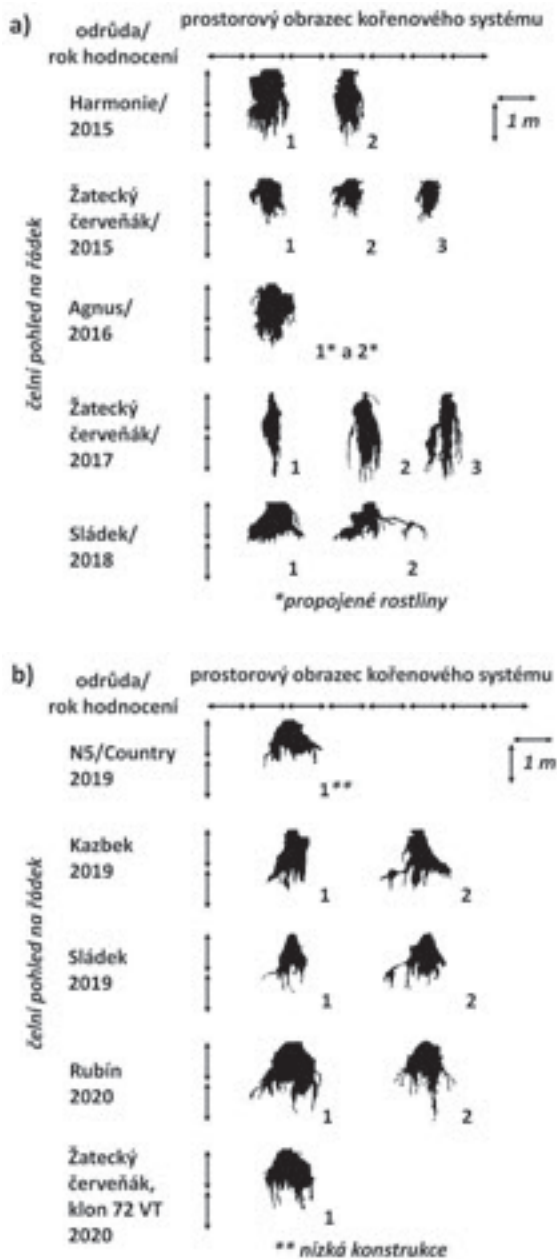 a)
odrůda/
rok hodnocení
prostorový obrazec kořenového systému
čelní pohled na řádek
1 m
Harmonie/
2015
1 2
Žatecký
červeňák/
2015
1 2 3
Agnus/
2016
1* a 2*
Žatecký
červeňák/
2017
1 2 3
Sládek/
2018
1 2
*propojené rostliny
b)
odrůda/
rok hodnocení
prostorový obrazec kořenového systému
čelní pohled na řádek
1 m
N5/Country
2019
1**
Kazbek
2019
1 2
Sládek
2019
1 2
Rubín
2020
1 2
Žatecký
červeňák,
klon 72 VT
2020
1
** nízká konstrukce